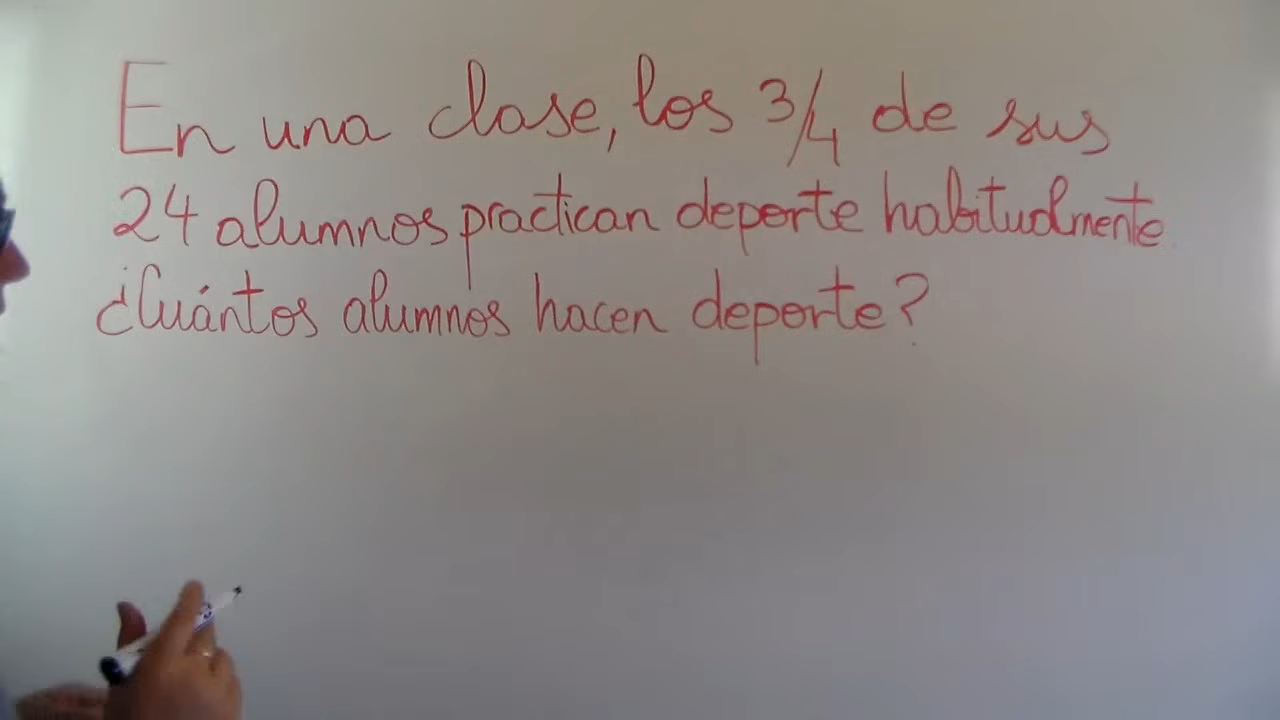 En una clase, los 3/4 de sus
24 alumnos practican deporte habitualmente
¿Cuántos alumnos hacen deporte?